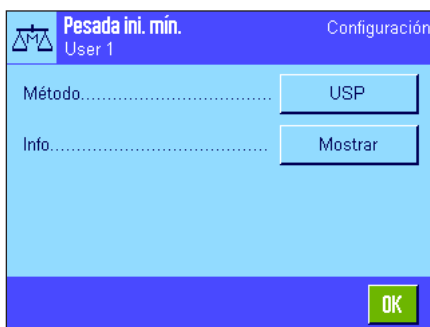 Pesada ini. mín.
Configuración
User 1
Método.................................. USP
Info....................................... Mostrar
OK